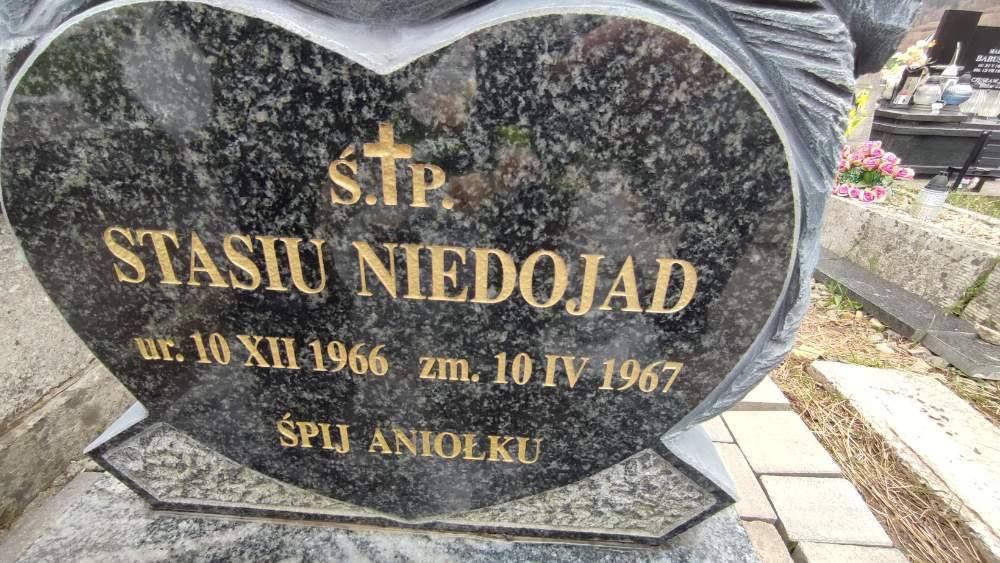 Ś.†P.
STASIU NIEDOJAD
ur. 10 XII 1966 zm. 10 IV 1967
ŚPIJ ANIOŁKU